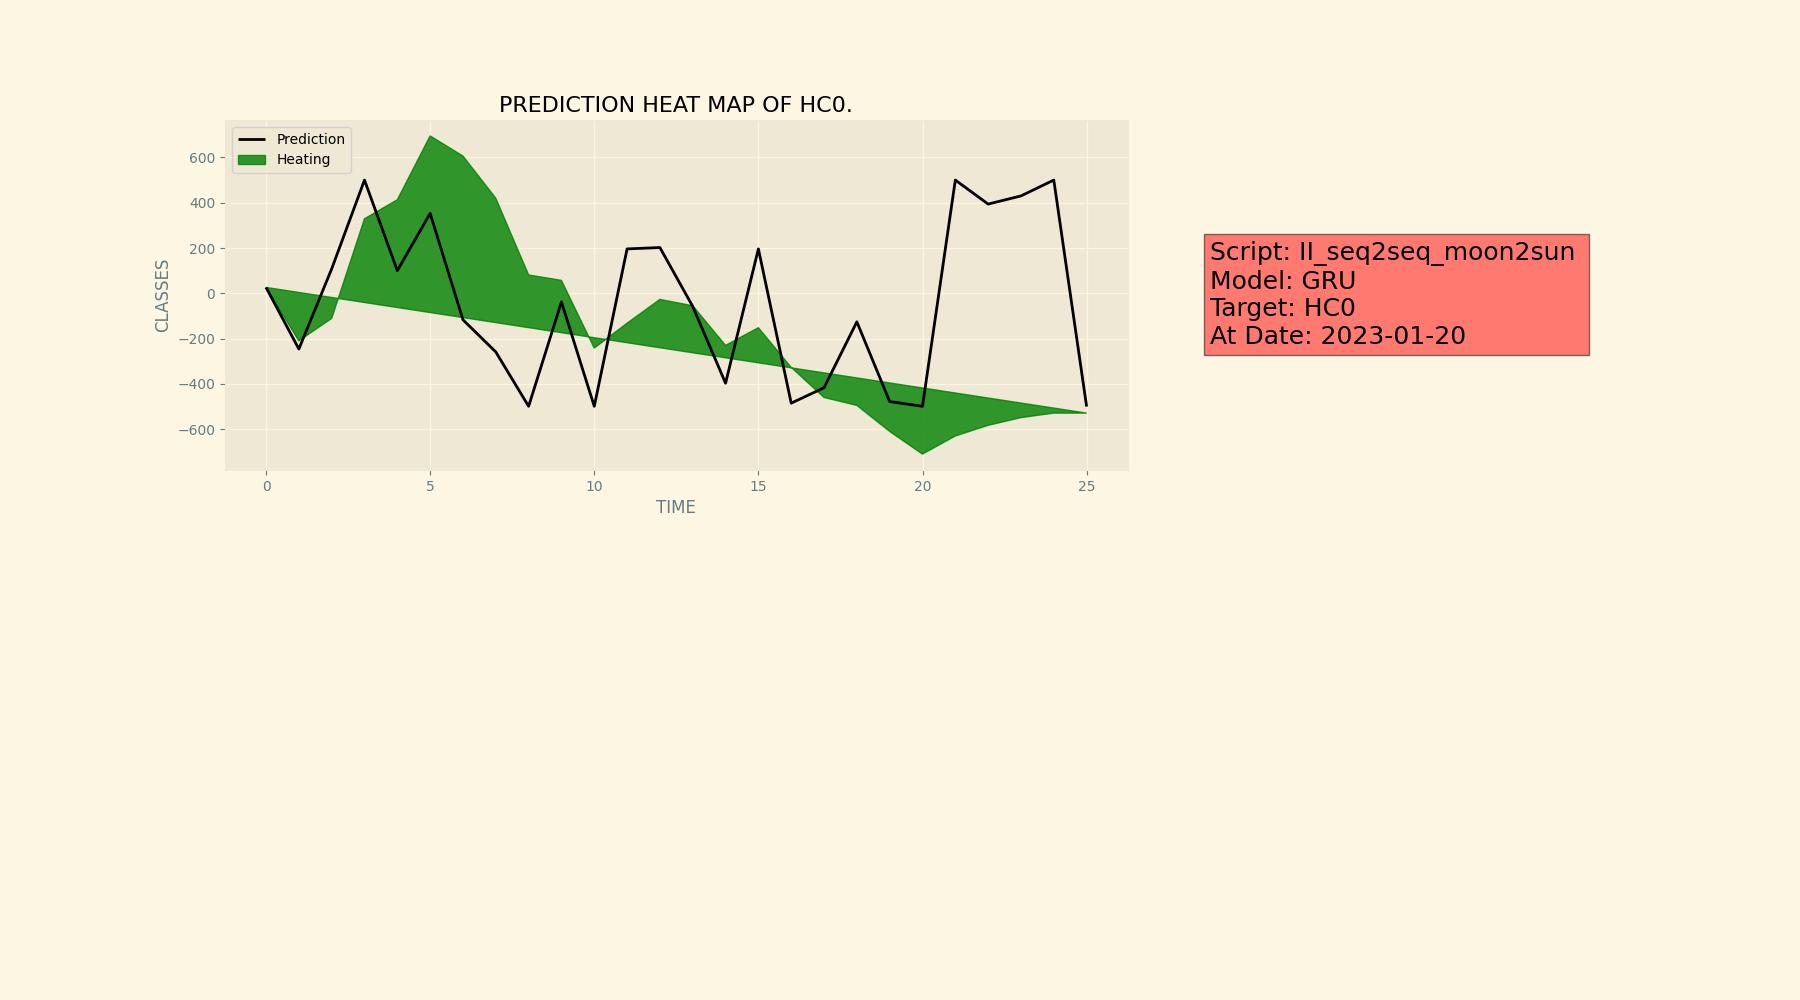 PREDICTION HEAT MAP OF HC0.
Prediction
Heating
600
400
200
0
−200
−400
−600
CLASSES
0 5 10 15 20 25
TIME
Script: II_seq2seq_moon2sun
Model: GRU
Target: HC0
At Date: 2023-01-20